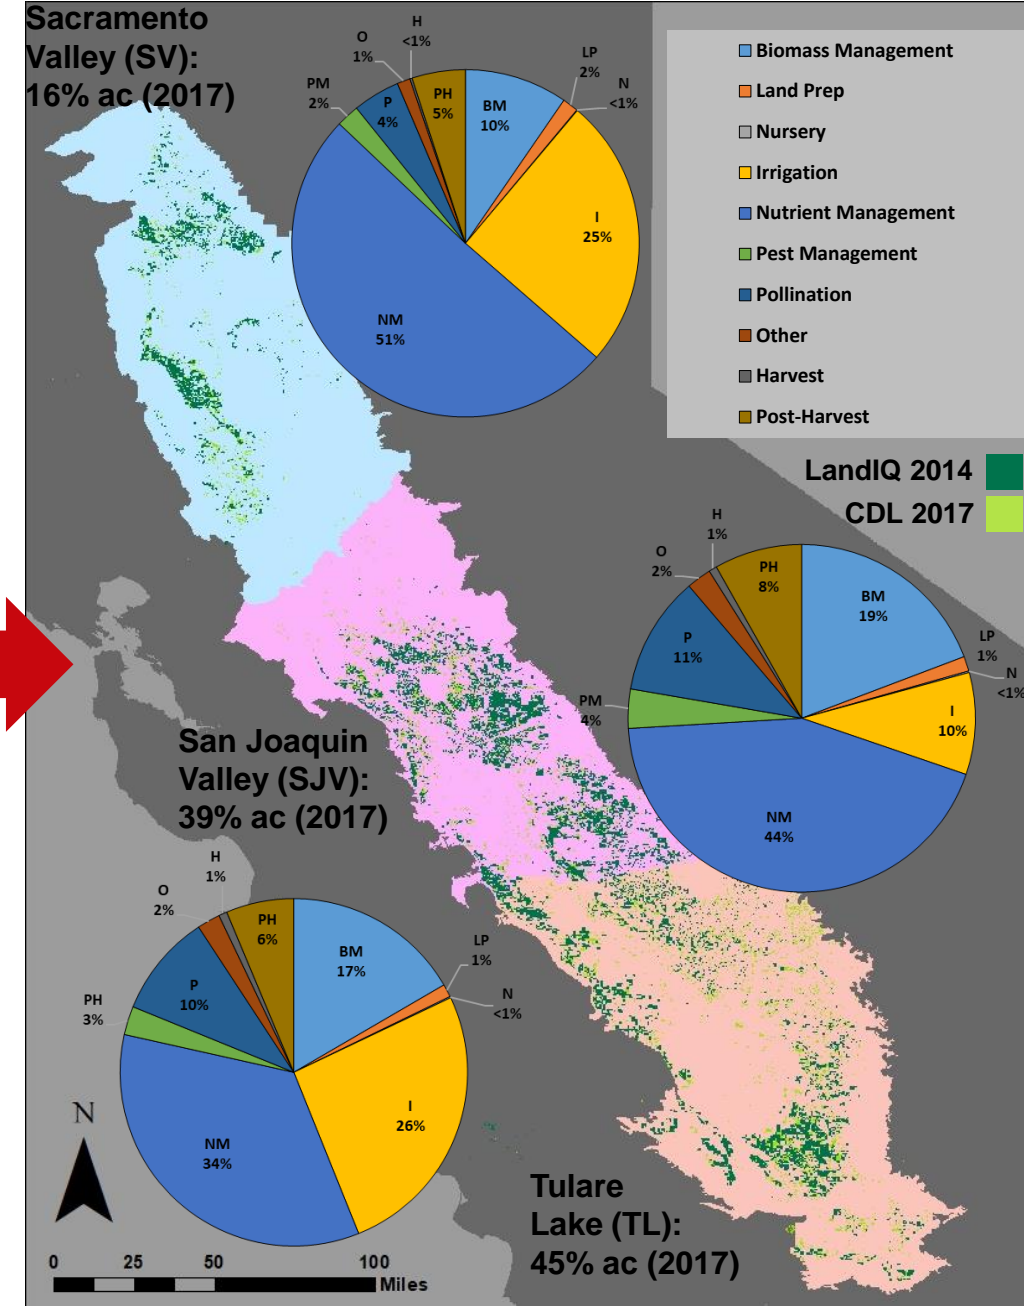 Sacramento
Valley (SV):
16% ac (2017)
H
<1%
O
1%
LP
2%
N
<1%
PM
2%
P
4%
PH
5%
BM
10%
I
25%
NM
51%
Biomass Management
Land Prep
Nursery
Irrigation
Nutrient Management
Pest Management
Pollination
Other
Harvest
Post-Harvest
LandIQ 2014
CDL 2017
H
1%
O
2%
PH
8%
BM
19%
LP
1%
N
<1%
P
11%
PM
4%
I
10%
NM
44%
San Joaquin
Valley (SJV):
39% ac (2017)
H
1%
O
2%
PH
6%
BM
17%
LP
1%
N
<1%
P
10%
PH
3%
I
26%
NM
34%
N
Tulare
Lake (TL):
45% ac (2017)
0 25 50 100
Miles